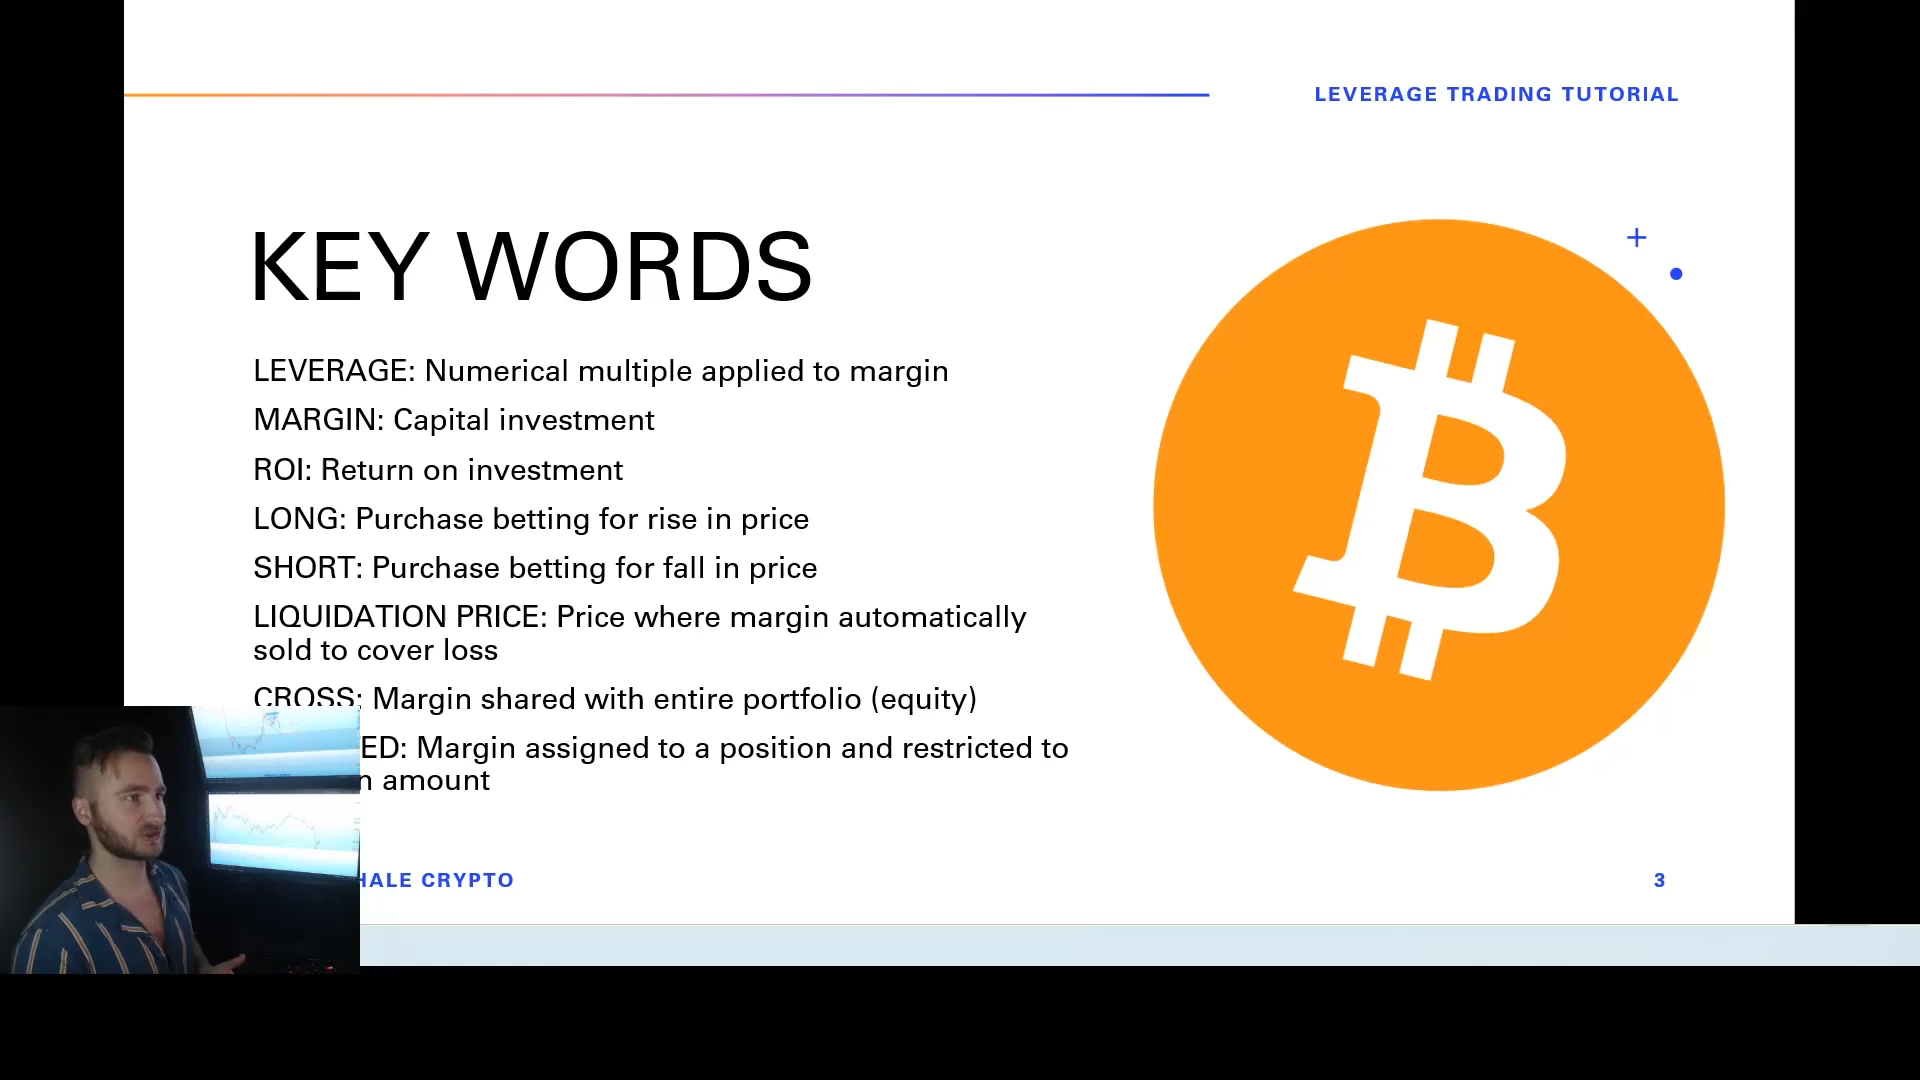 LEVERAGE TRADING TUTORIAL
KEY WORDS
LEVERAGE: Numerical multiple applied to margin
MARGIN: Capital investment
ROI: Return on investment
LONG: Purchase betting for rise in price
SHORT: Purchase betting for fall in price
LIQUIDATION PRICE: Price where margin automatically
sold to cover loss
CROSS: Margin shared with entire portfolio (equity)
Margin assigned to a position and restricted to
amount
CRYPTO
3